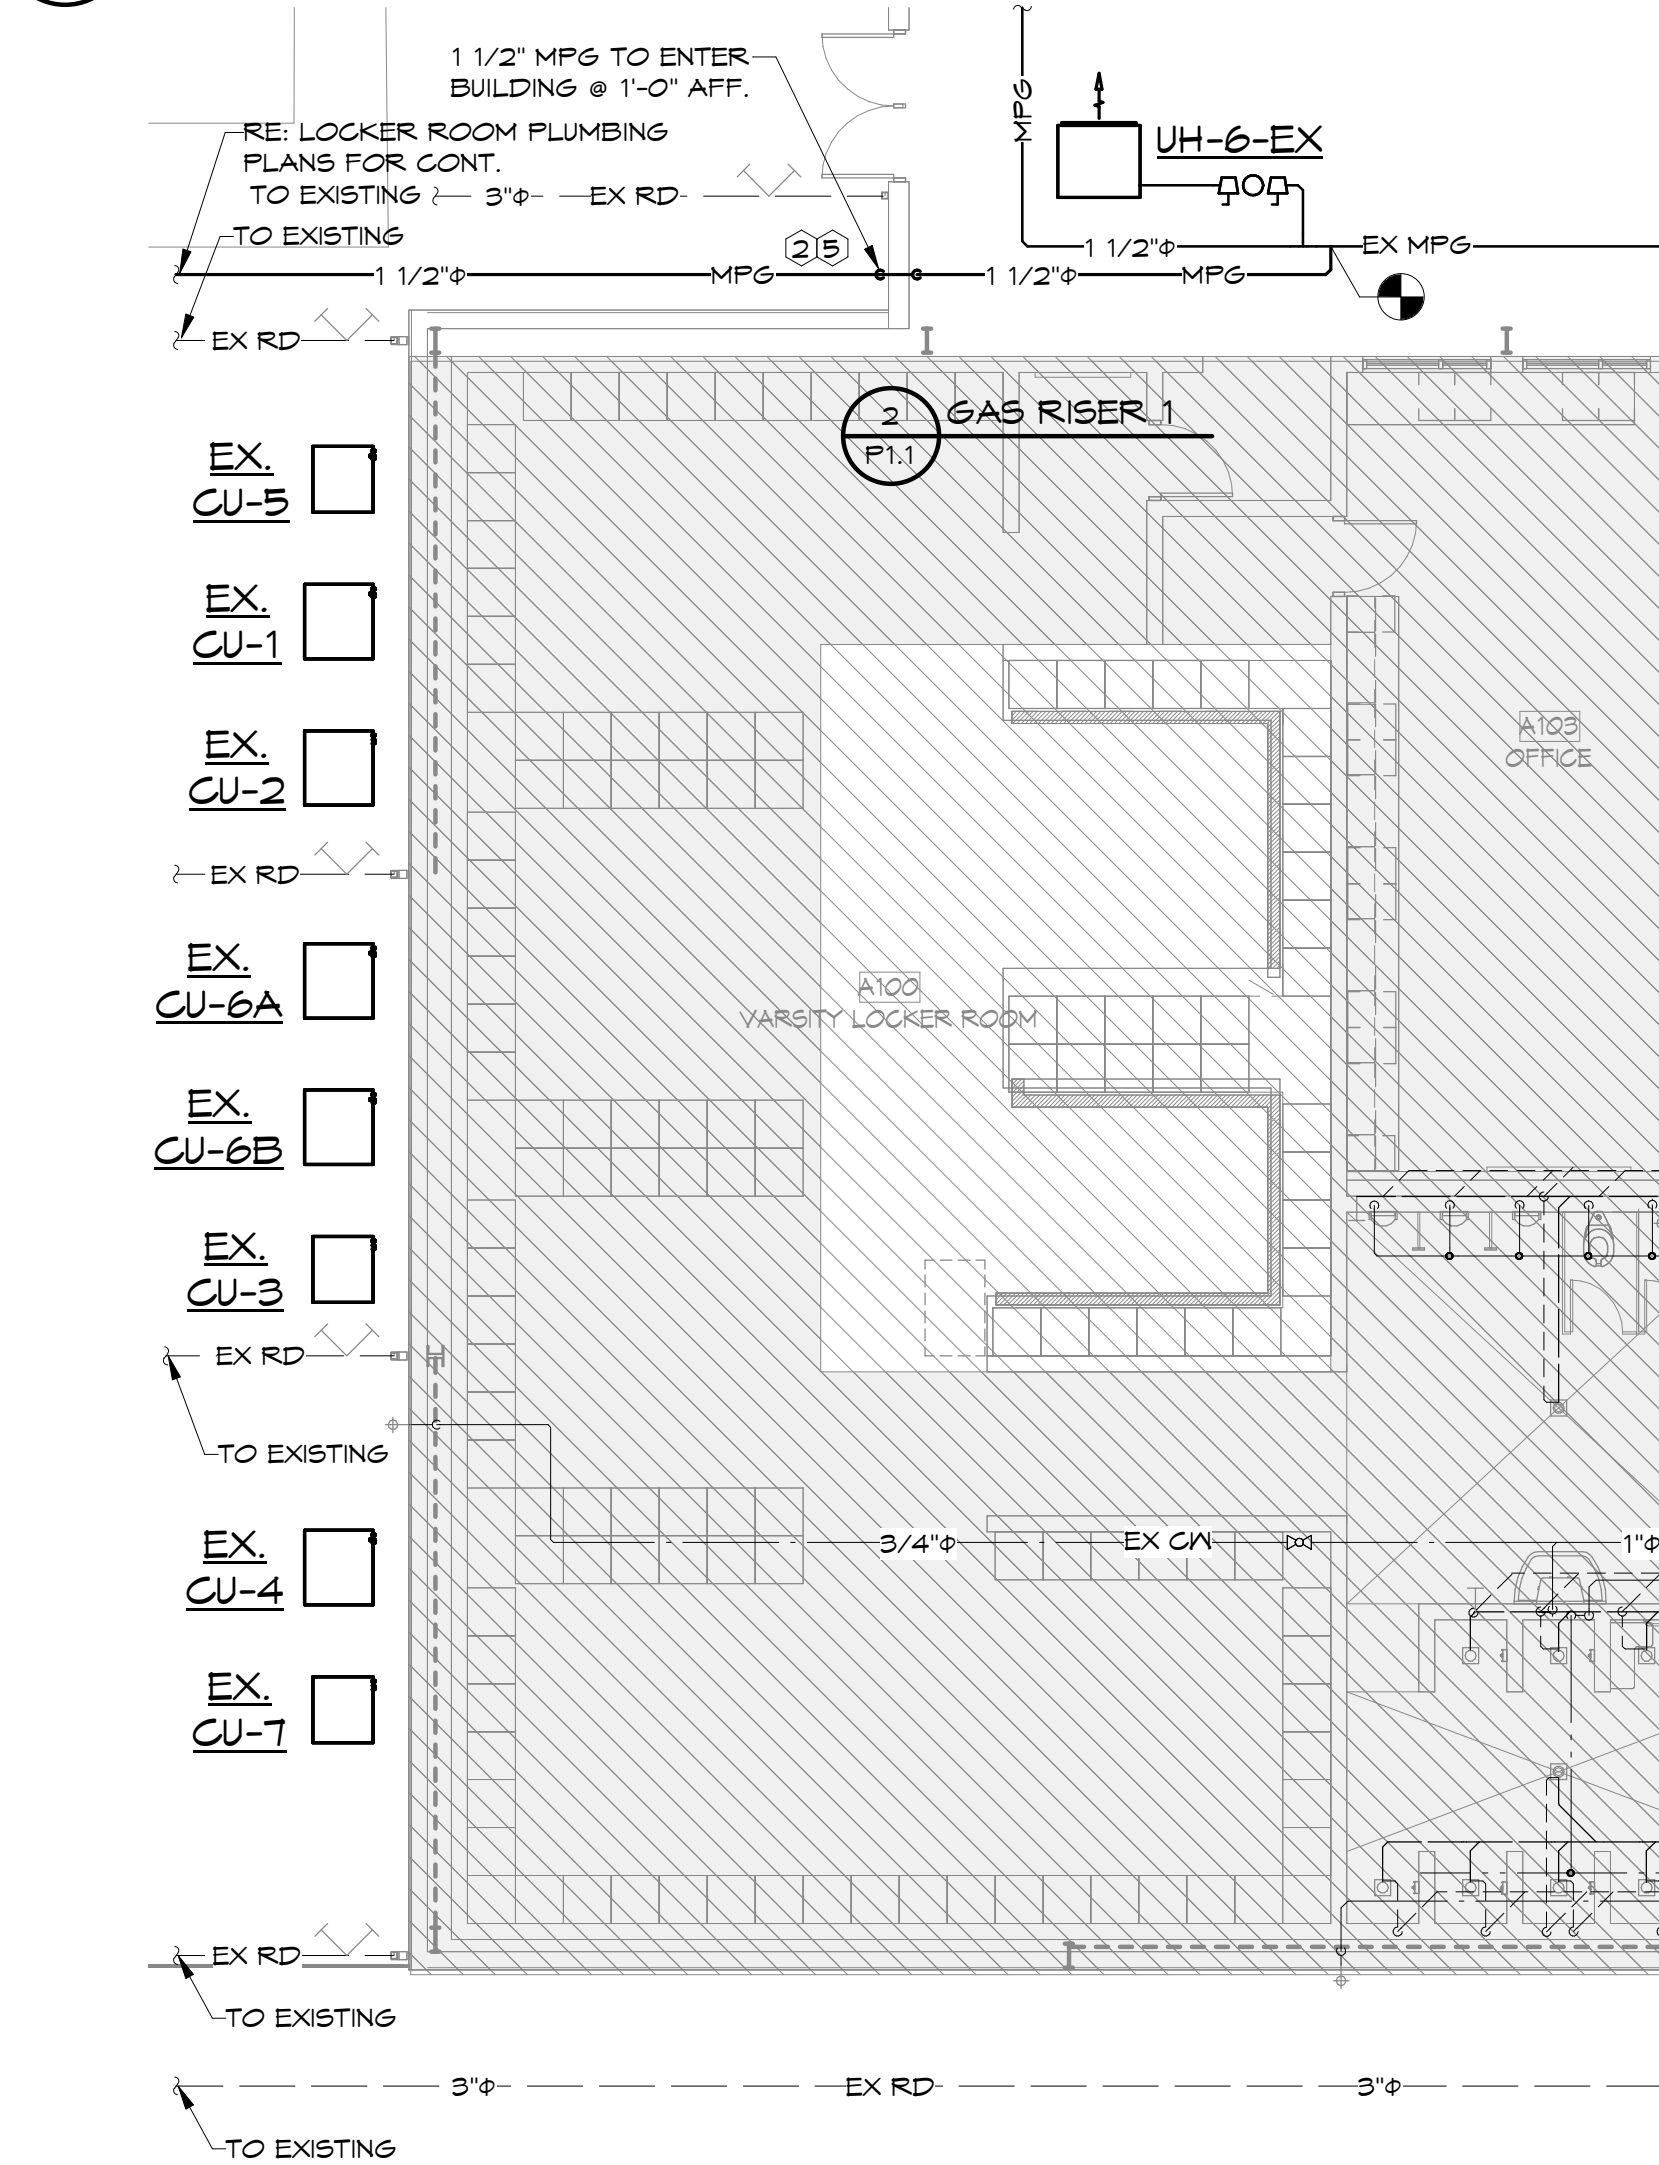 1 1/2" MPG TO ENTER
BUILDING @ 1'-0" AFF.
RE: LOCKER ROOM PLUMBING
PLANS FOR CONT.
TO EXISTING 3"Φ EX RD
TO EXISTING
MPG
UH-6-EX
2 5
1 1/2"Φ EX MPG
1 1/2"Φ MPG 1 1/2"Φ MPG
EX RD
2 GAS RISER 1
P1.1
EX.
CU-5
EX.
CU-1
EX.
CU-2
A103
OFFICE
EX RD
EX.
CU-6A
A100
VARSITY LOCKER ROOM
EX.
CU-6B
EX.
CU-3
EX RD
TO EXISTING
EX.
CU-4
3/4"Φ EX CW 1"Φ
EX.
CU-7
EX RD
TO EXISTING
3"Φ EX RD 3"Φ
TO EXISTING